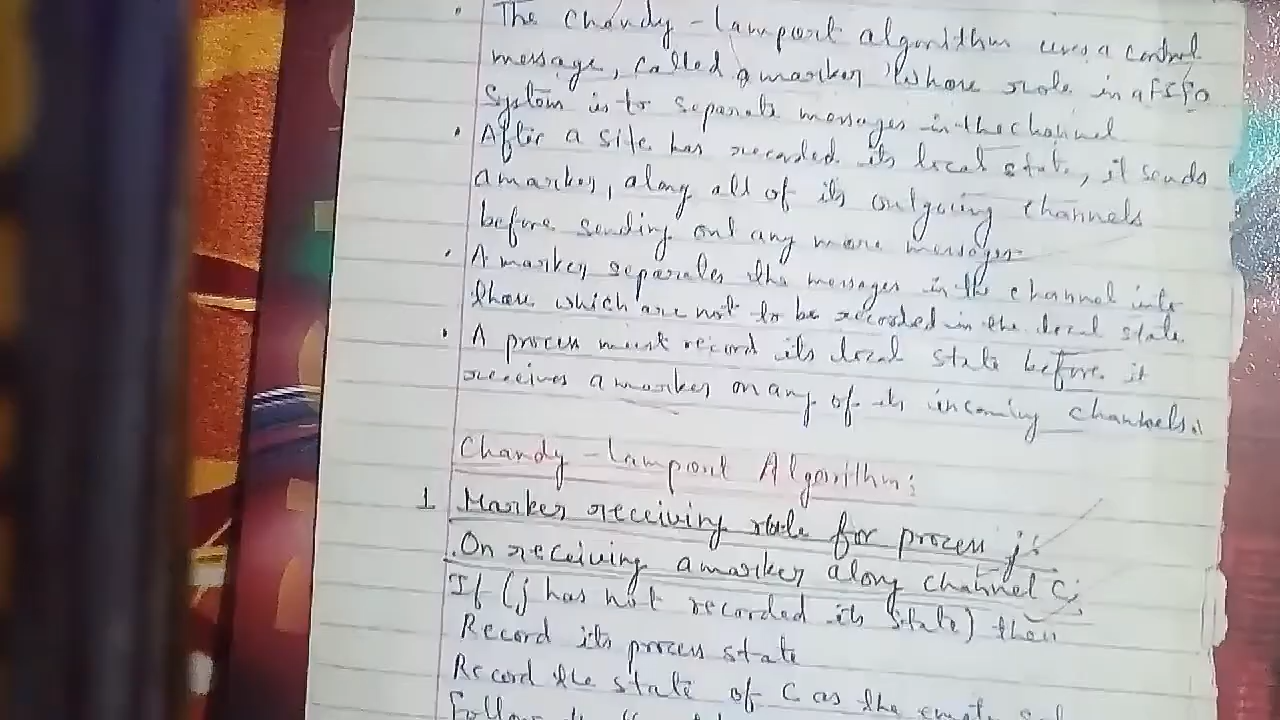 • The Chandy-Lamport algorithm uses a control
message, called a marker whose role in a FIFO
system is to separate messages in the channel
• After a site has recorded its local state, it sends
a marker, along all of its outgoing channels
before sending out any more messages
• A marker separates the messages in the channel into
those which are not to be recorded in the local state.
• A process must record its local state before it
receives a marker on any of its incoming channels.
Chandy-Lamport Algorithm:
1 Marker receiving rule for process j:
On receiving a marker along channel C;
If (j has not recorded its state) then
Record its process state
Record the state of C as the empty set